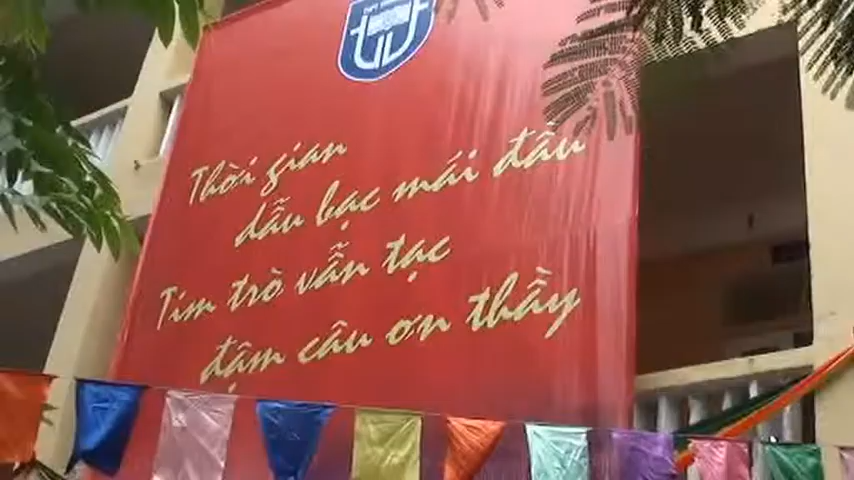 Thời gian
dẫu bạc mái đầu
Tim trò vẫn tạc
đậm câu ơn thầy